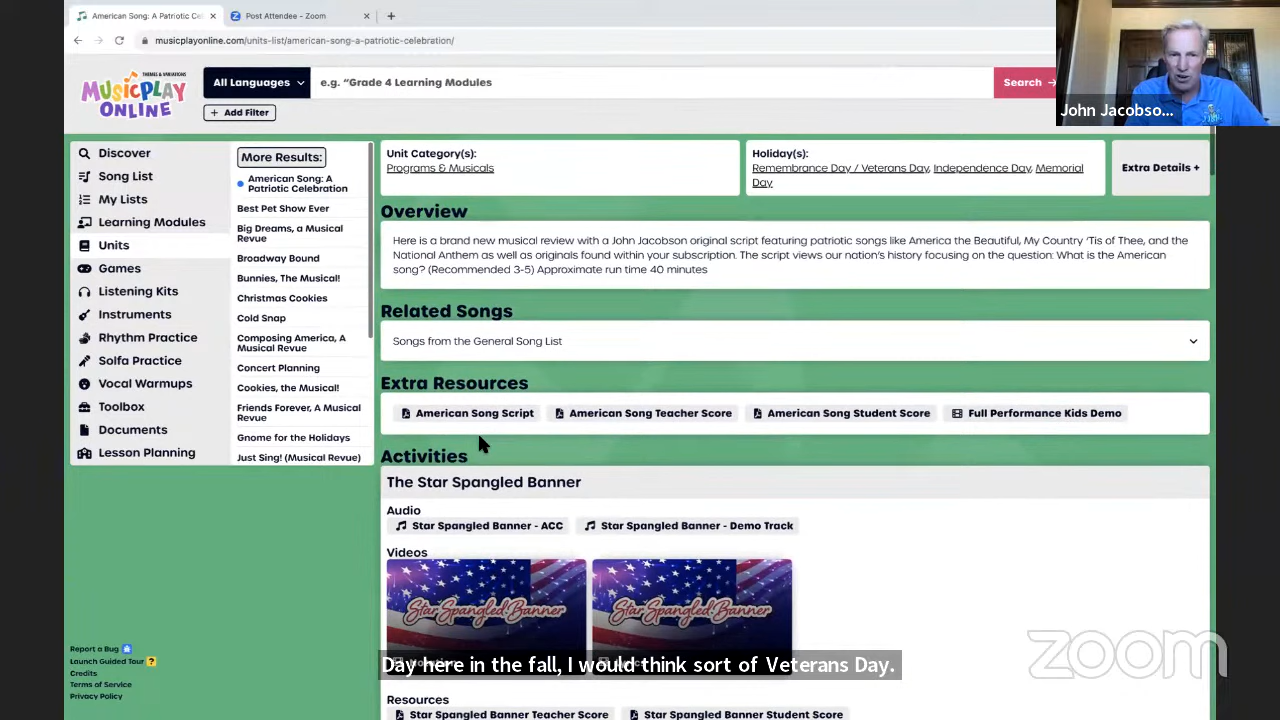 American Song: A Patriotic Ce
Post Attendee - Zoom
musicplayonline.com/units-list/american-song-a-patriotic-celebration/
THEMES & VARIATIONS
MUSICPLAY
ONLINE
All Languages
e.g. "Grade 4 Learning Modules
Search →
+ Add Filter
John Jacobso...
Discover
Song List
My Lists
Learning Modules
Units
Games
Listening Kits
Instruments
Rhythm Practice
Solfa Practice
Vocal Warmups
Toolbox
Documents
Lesson Planning
More Results:
American Song: A
Patriotic Celebration
Best Pet Show Ever
Big Dreams, a Musical
Revue
Broadway Bound
Bunnies, The Musical!
Christmas Cookies
Cold Snap
Composing America, A
Musical Revue
Concert Planning
Cookies, the Musical!
Friends Forever, A Musical
Revue
Gnome for the Holidays
Just Sing! (Musical Revue)
Unit Category(s):
Programs & Musicals
Holiday(s):
Remembrance Day / Veterans Day, Independence Day, Memorial
Day
Extra Details +
Overview
Here is a brand new musical review with a John Jacobson original script featuring patriotic songs like America the Beautiful, My Country 'Tis of Thee, and the
National Anthem as well as originals found within your subscription. The script views our nation's history focusing on the question: What is the American
song? (Recommended 3-5) Approximate run time 40 minutes
Related Songs
Songs from the General Song List
Extra Resources
American Song Script
American Song Teacher Score
American Song Student Score
Full Performance Kids Demo
Activities
The Star Spangled Banner
Audio
Star Spangled Banner - ACC
Star Spangled Banner - Demo Track
Videos
Star Spangled Banner
Star Spangled Banner
Day here in the fall, I would think sort of Veterans Day.
Resources
Star Spangled Banner Teacher Score
Star Spangled Banner Student Score
Report a Bug
Launch Guided Tour ?
Credits
Terms of Service
Privacy Policy
zoom